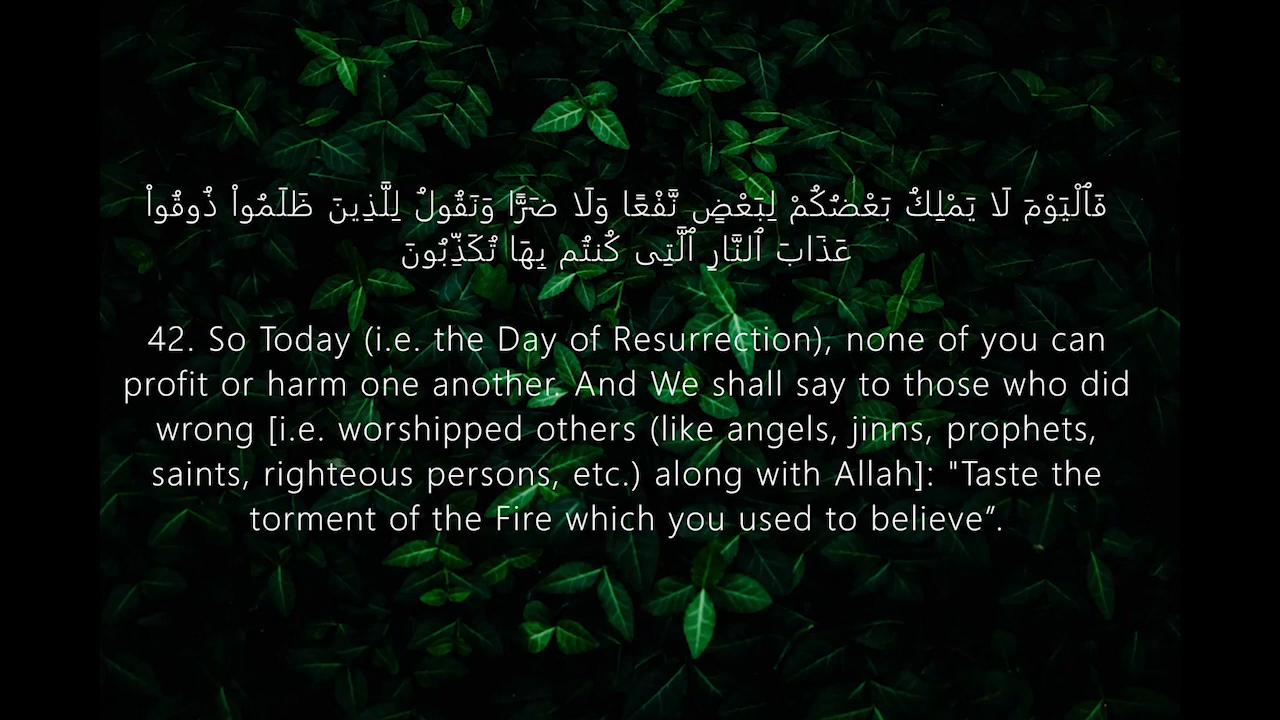 فَٱلْيَوْمَ لَا يَمْلِكُ بَعْضُكُمْ لِبَعْضٍ نَّفْعًا وَلَا ضَرًّا وَنَقُولُ لِلَّذِينَ ظَلَمُوا۟ ذُوقُوا۟
عَذَابَ ٱلنَّارِ ٱلَّتِى كُنتُم بِهَا تُكَذِّبُونَ
42. So Today (i.e. the Day of Resurrection), none of you can
profit or harm one another. And We shall say to those who did
wrong [i.e. worshipped others (like angels, jinns, prophets,
saints, righteous persons, etc.) along with Allah]: "Taste the
torment of the Fire which you used to believe”.